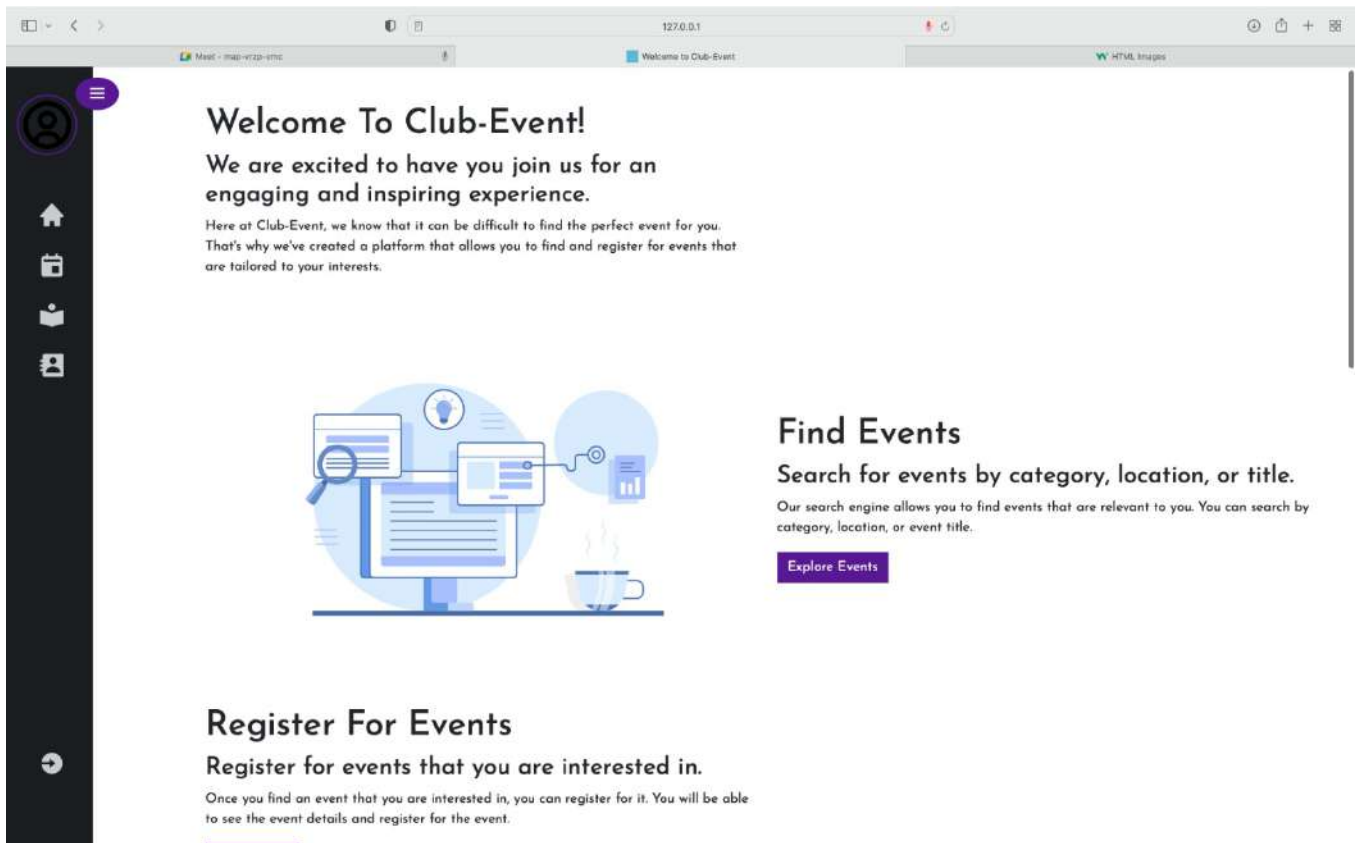 127.0.0.1
Meet - map-vrzp-vmc
Welcome to Club-Event
HTML Images
Welcome To Club-Event!
We are excited to have you join us for an
engaging and inspiring experience.
Here at Club-Event, we know that it can be difficult to find the perfect event for you.
That's why we've created a platform that allows you to find and register for events that
are tailored to your interests.
Find Events
Search for events by category, location, or title.
Our search engine allows you to find events that are relevant to you. You can search by
category, location, or event title.
Explore Events
Register For Events
Register for events that you are interested in.
Once you find an event that you are interested in, you can register for it. You will be able
to see the event details and register for the event.